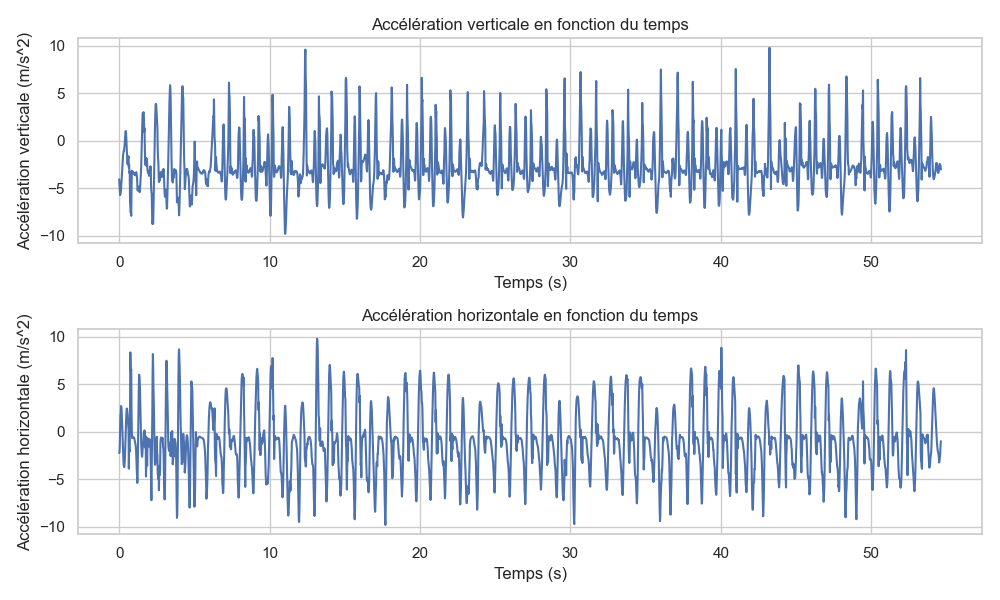 Accélération verticale en fonction du temps
Accélération verticale (m/s^2)
10
5
0
−5
−10
0 10 20 30 40 50
Temps (s)
Accélération horizontale en fonction du temps
Accélération horizontale (m/s^2)
10
5
0
−5
−10
0 10 20 30 40 50
Temps (s)